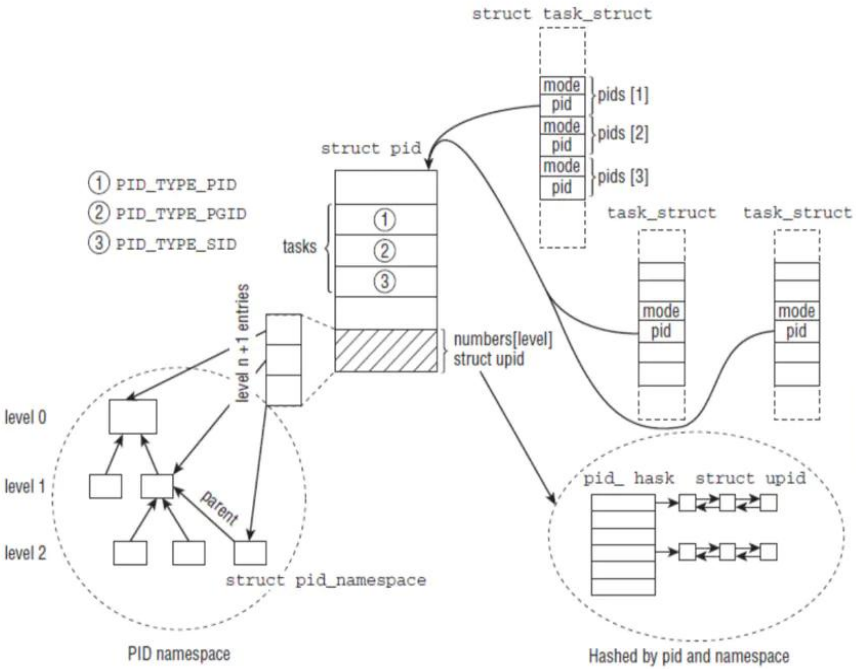 struct task_struct
mode
pid
pids [1]
mode
pid
pids [2]
mode
pid
pids [3]
struct pid
① PID_TYPE_PID
② PID_TYPE_PGID
③ PID_TYPE_SID
tasks
①
②
③
task_struct
task_struct
mode
pid
mode
pid
level n + 1 entries
numbers[level]
struct upid
level 0
level 1
level 2
parent
struct pid_namespace
PID namespace
pid_ hask
struct upid
Hashed by pid and namespace